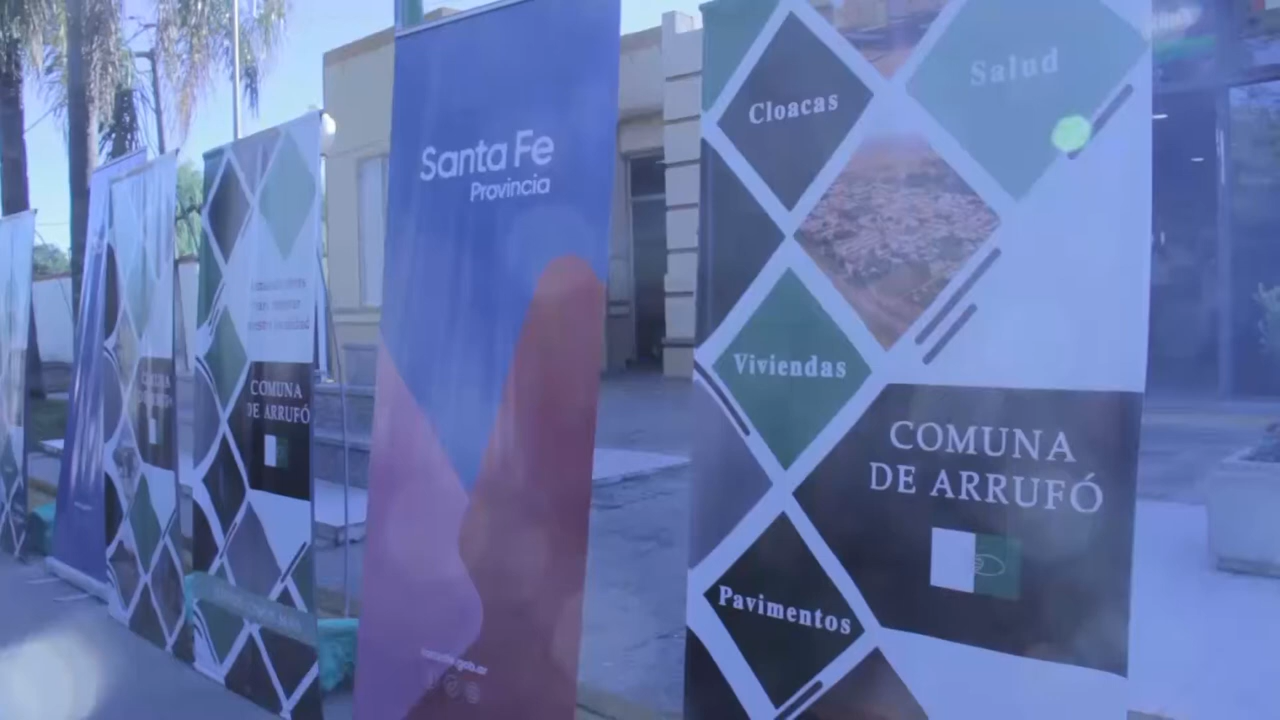 Santa Fe
Provincia
COMUNA
DE ARRUFÓ
Cloacas
Salud
Viviendas
COMUNA
DE ARRUFÓ
Pavimentos